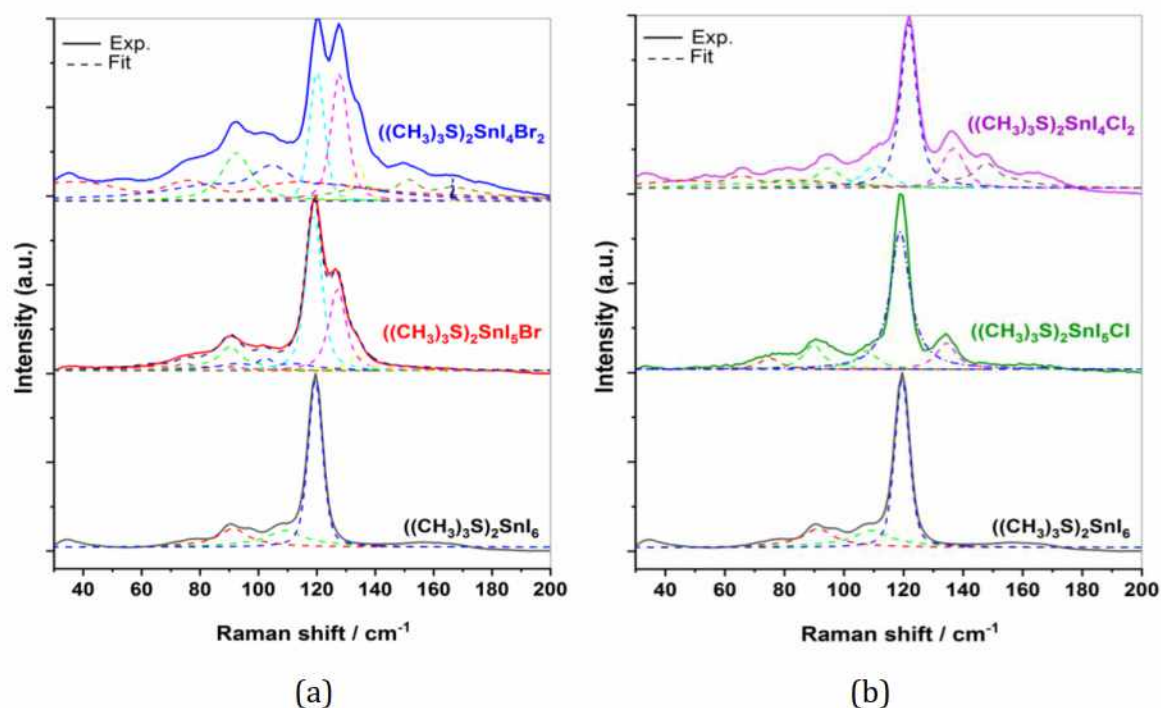 Exp.
Fit
((CH₃)₃S)₂SnI₄Br₂
((CH₃)₃S)₂SnI₅Br
((CH₃)₃S)₂SnI₆
Intensity (a.u.)
40 60 80 100 120 140 160 180 200
Raman shift / cm⁻¹
(a)
Exp.
Fit
((CH₃)₃S)₂SnI₄Cl₂
((CH₃)₃S)₂SnI₅Cl
((CH₃)₃S)₂SnI₆
Intensity (a.u.)
40 60 80 100 120 140 160 180 200
Raman shift / cm⁻¹
(b)